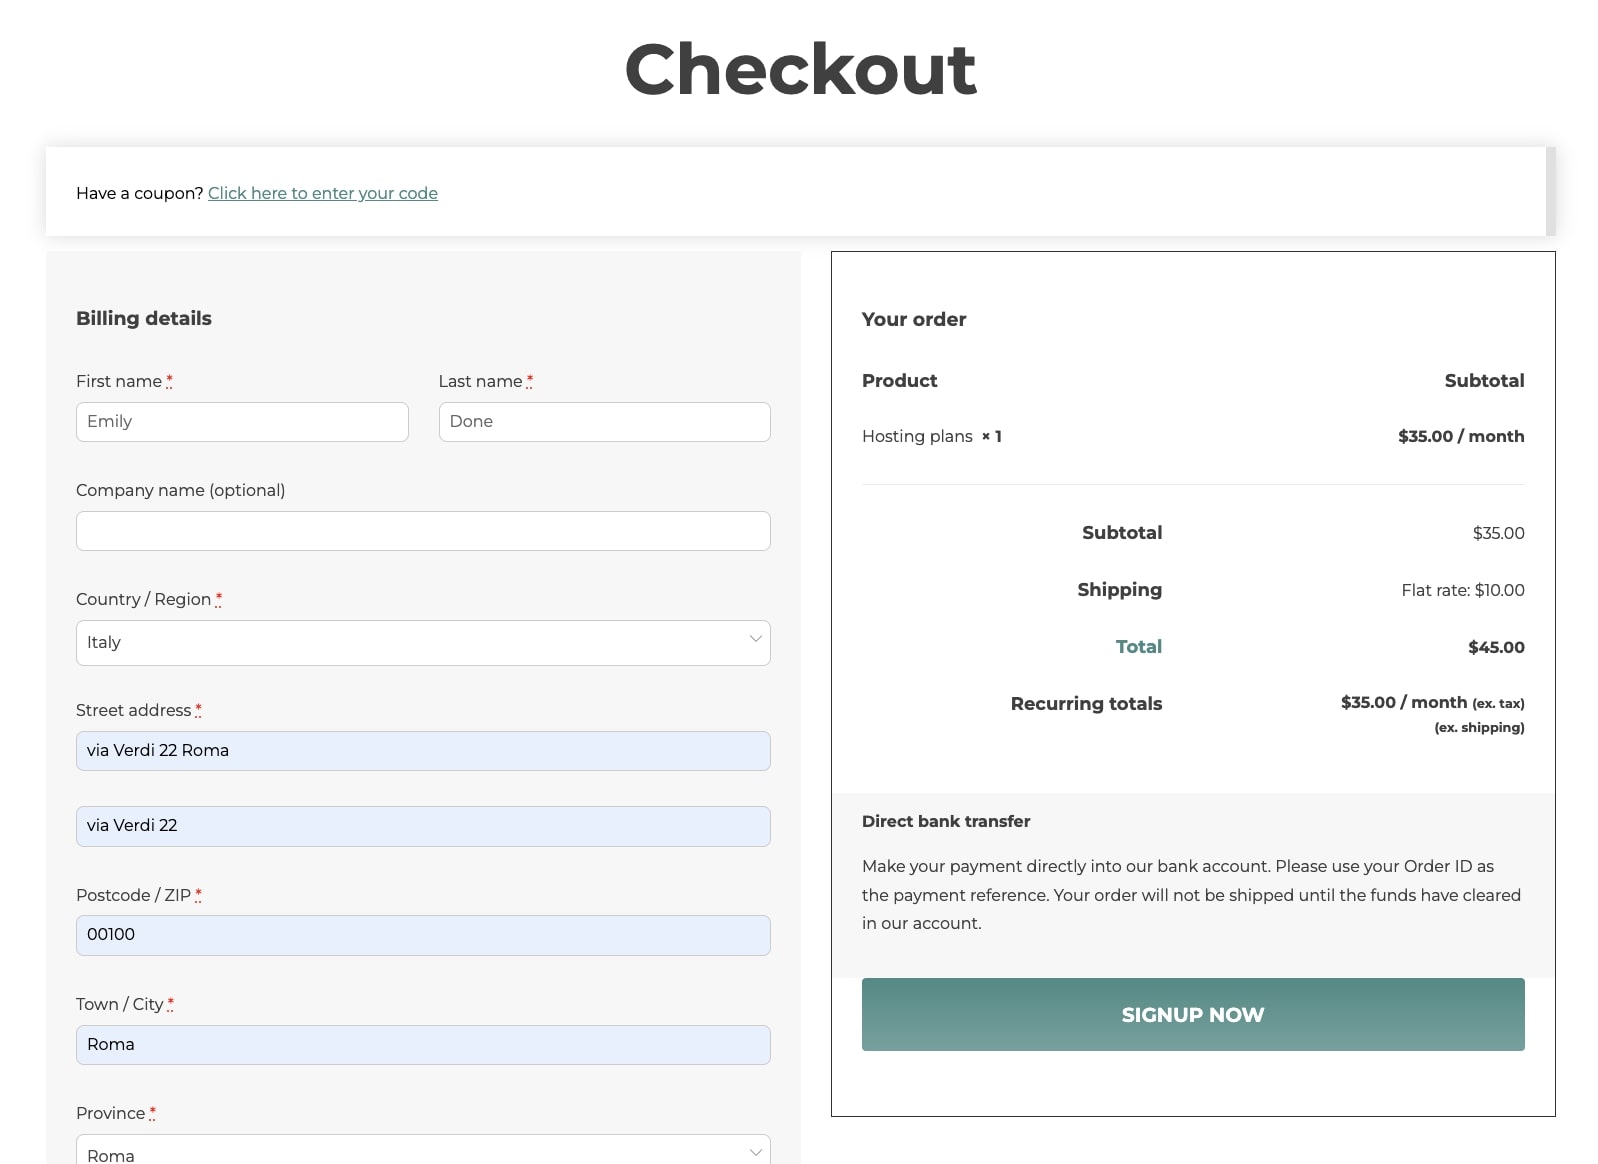 Checkout
Have a coupon? Click here to enter your code
Billing details
First name *
Last name *
Emily
Done
Company name (optional)
Country / Region *
Italy
Street address *
via Verdi 22 Roma
via Verdi 22
Postcode / ZIP *
00100
Town / City *
Roma
Province *
Roma
Your order
Product Subtotal
Hosting plans × 1 $35.00 / month
Subtotal $35.00
Shipping Flat rate: $10.00
Total $45.00
Recurring totals $35.00 / month (ex. tax)
(ex. shipping)
Direct bank transfer
Make your payment directly into our bank account. Please use your Order ID as
the payment reference. Your order will not be shipped until the funds have cleared
in our account.
SIGNUP NOW